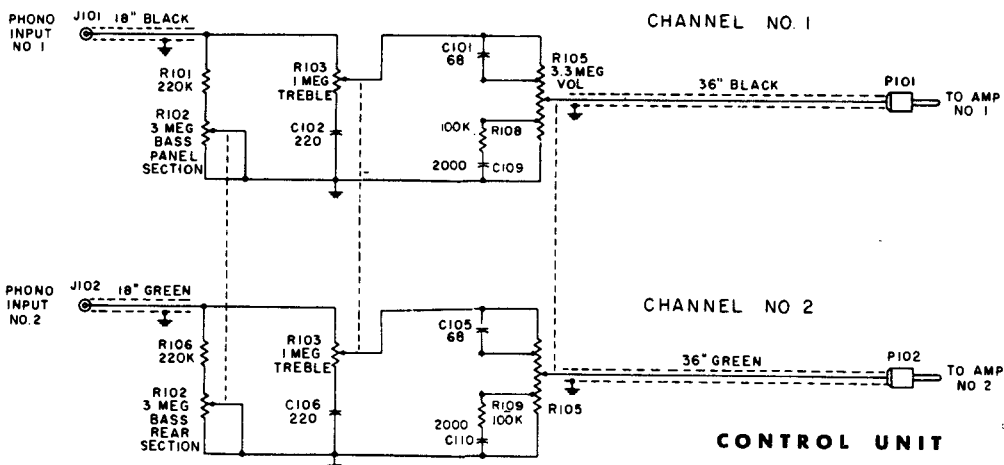 PHONO
INPUT
NO 1
J101
18" BLACK
CHANNEL NO. 1
R101
220K
R102
3 MEG
BASS
PANEL
SECTION
R103
1 MEG
TREBLE
C102
220
C101
68
R105
3.3 MEG
VOL
100K
R108
2000
C109
36" BLACK
P101
TO AMP
NO 1
PHONO
INPUT
NO.2
J102
18" GREEN
CHANNEL NO 2
R106
220K
R102
3 MEG
BASS
REAR
SECTION
R103
1 MEG
TREBLE
C106
220
C105
68
R109
100K
2000
C110
R105
36" GREEN
P102
TO AMP
NO 2
CONTROL UNIT